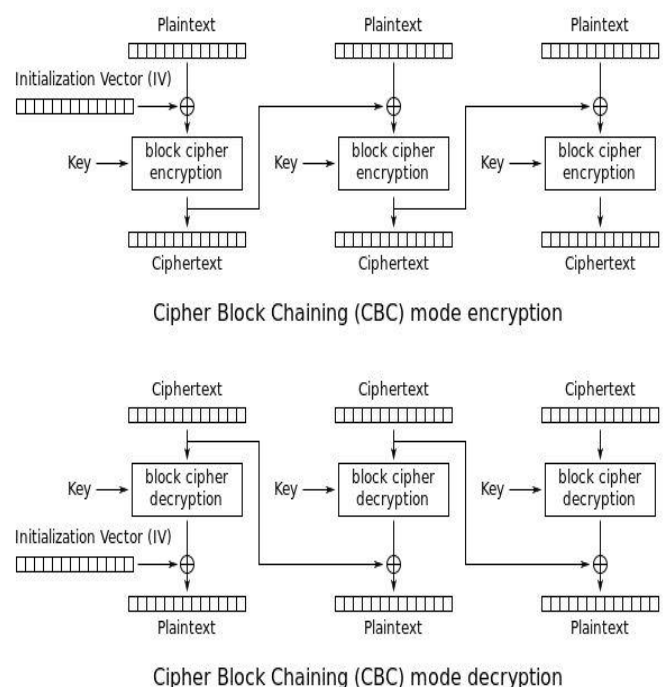 Plaintext Plaintext Plaintext
Initialization Vector (IV)
Key block cipher encryption Key block cipher encryption Key block cipher encryption
Ciphertext Ciphertext Ciphertext
Cipher Block Chaining (CBC) mode encryption
Ciphertext Ciphertext Ciphertext
Key block cipher decryption Key block cipher decryption Key block cipher decryption
Initialization Vector (IV)
Plaintext Plaintext Plaintext
Cipher Block Chaining (CBC) mode decryption